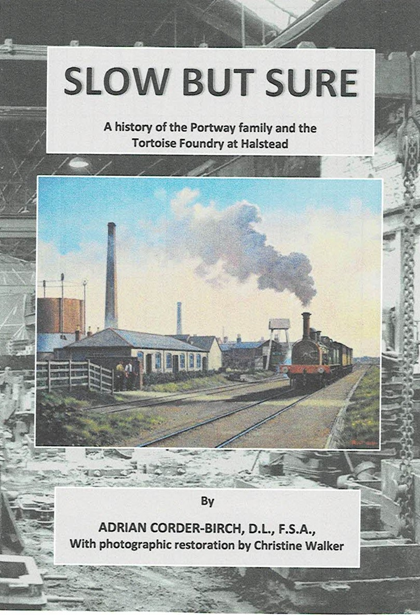 SLOW BUT SURE
A history of the Portway family and the
Tortoise Foundry at Halstead
By
ADRIAN CORDER-BIRCH, D.L., F.S.A.,
With photographic restoration by Christine Walker